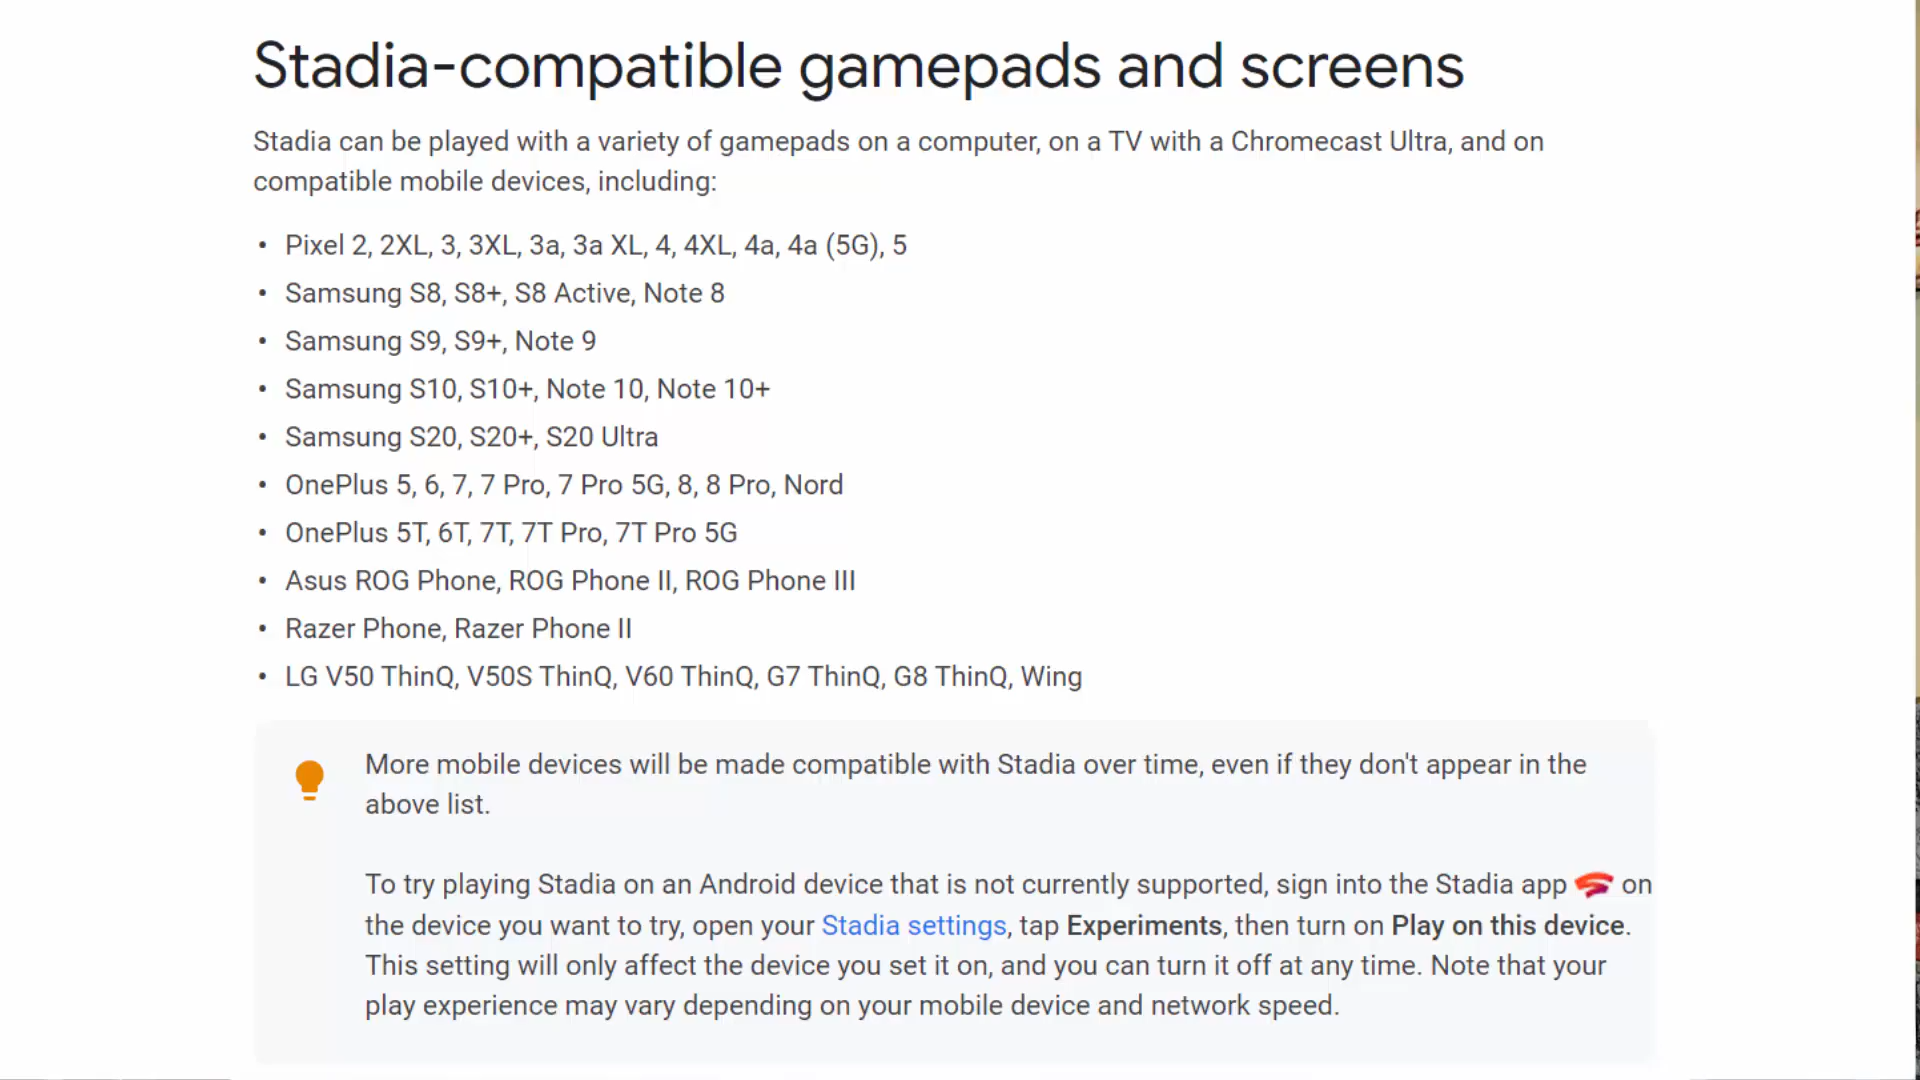 Stadia-compatible gamepads and screens
Stadia can be played with a variety of gamepads on a computer, on a TV with a Chromecast Ultra, and on
compatible mobile devices, including:
• Pixel 2, 2XL, 3, 3XL, 3a, 3a XL, 4, 4XL, 4a, 4a (5G), 5
• Samsung S8, S8+, S8 Active, Note 8
• Samsung S9, S9+, Note 9
• Samsung S10, S10+, Note 10, Note 10+
• Samsung S20, S20+, S20 Ultra
• OnePlus 5, 6, 7, 7 Pro, 7 Pro 5G, 8, 8 Pro, Nord
• OnePlus 5T, 6T, 7T, 7T Pro, 7T Pro 5G
• Asus ROG Phone, ROG Phone II, ROG Phone III
• Razer Phone, Razer Phone II
• LG V50 ThinQ, V50S ThinQ, V60 ThinQ, G7 ThinQ, G8 ThinQ, Wing
More mobile devices will be made compatible with Stadia over time, even if they don't appear in the
above list.
To try playing Stadia on an Android device that is not currently supported, sign into the Stadia app on
the device you want to try, open your Stadia settings, tap Experiments, then turn on Play on this device.
This setting will only affect the device you set it on, and you can turn it off at any time. Note that your
play experience may vary depending on your mobile device and network speed.